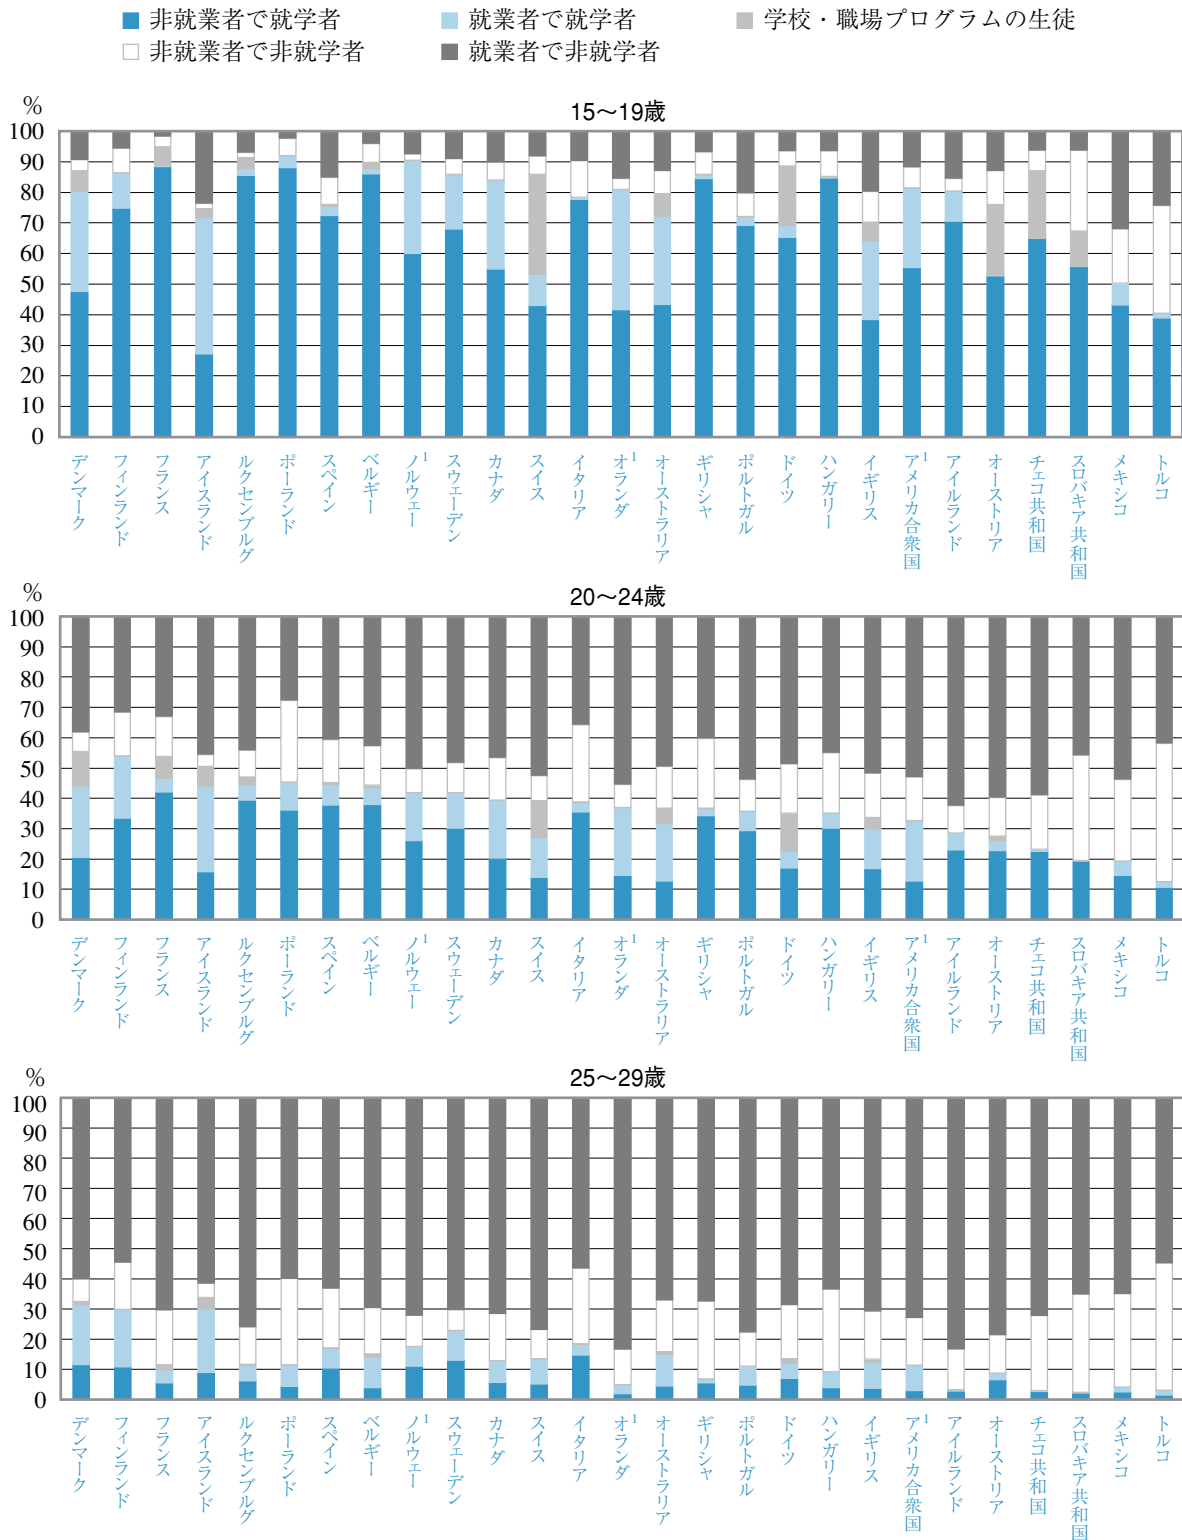 非就業者で就学者 就業者で就学者 学校・職場プログラムの生徒
非就業者で非就学者 就業者で非就学者
%
15～19歳
100
90
80
70
60
50
40
30
20
10
0
デンマーク
フィンランド
フランス
アイスランド
ルクセンブルグ
ポーランド
スペイン
ベルギー
ノルウェー1
スウェーデン
カナダ
スイス
イタリア
オランダ1
オーストラリア
ギリシャ
ポルトガル
ドイツ
ハンガリー
イギリス
アメリカ合衆国1
アイルランド
オーストリア
チェコ共和国
スロバキア共和国
メキシコ
トルコ
%
20～24歳
100
90
80
70
60
50
40
30
20
10
0
デンマーク
フィンランド
フランス
アイスランド
ルクセンブルグ
ポーランド
スペイン
ベルギー
ノルウェー1
スウェーデン
カナダ
スイス
イタリア
オランダ1
オーストラリア
ギリシャ
ポルトガル
ドイツ
ハンガリー
イギリス
アメリカ合衆国1
アイルランド
オーストリア
チェコ共和国
スロバキア共和国
メキシコ
トルコ
%
25～29歳
100
90
80
70
60
50
40
30
20
10
0
デンマーク
フィンランド
フランス
アイスランド
ルクセンブルグ
ポーランド
スペイン
ベルギー
ノルウェー1
スウェーデン
カナダ
スイス
イタリア
オランダ1
オーストラリア
ギリシャ
ポルトガル
ドイツ
ハンガリー
イギリス
アメリカ合衆国1
アイルランド
オーストリア
チェコ共和国
スロバキア共和国
メキシコ
トルコ